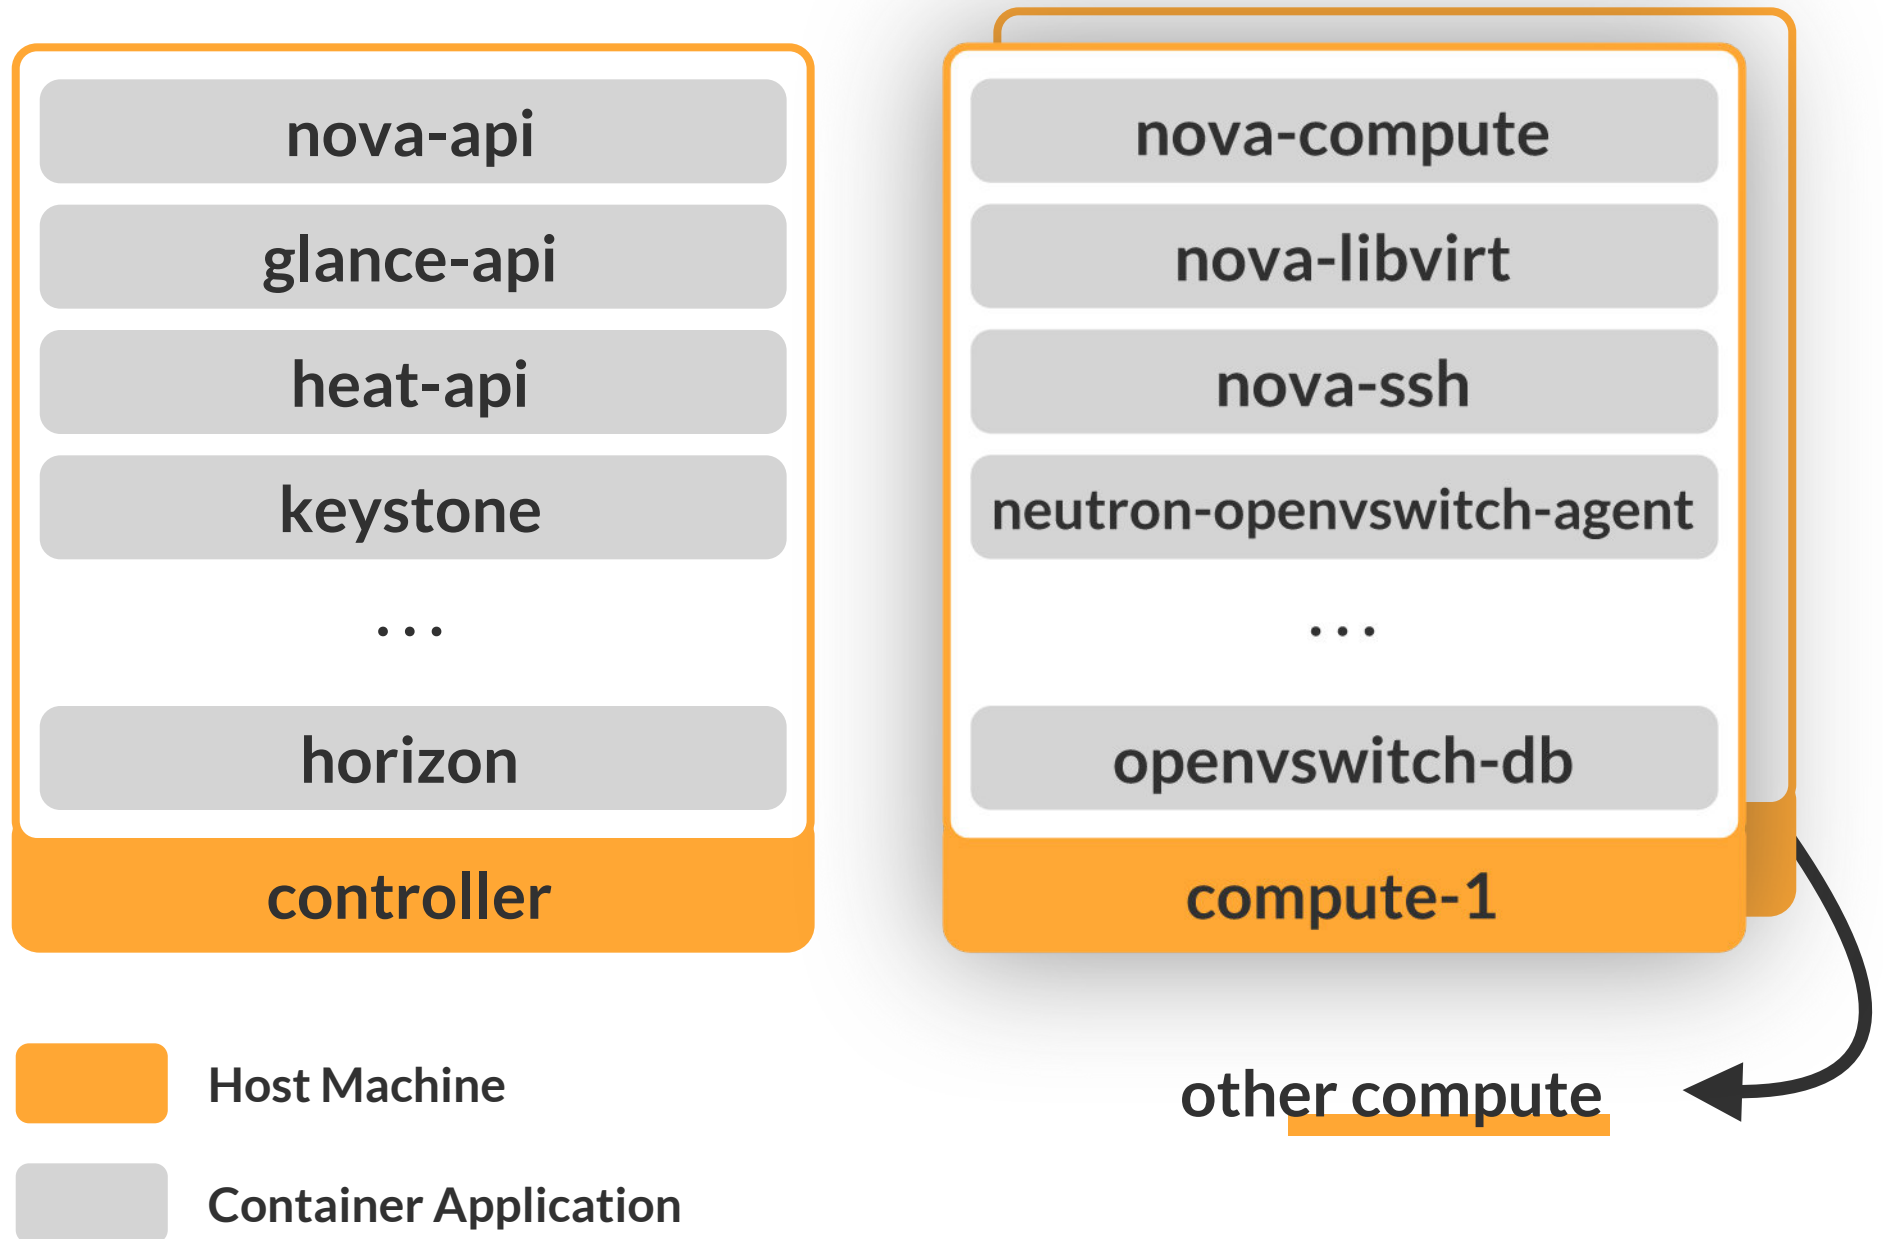 nova-api
glance-api
heat-api
keystone
...
horizon
controller
nova-compute
nova-libvirt
nova-ssh
neutron-openvswitch-agent
...
openvswitch-db
compute-1
other compute
Host Machine
Container Application